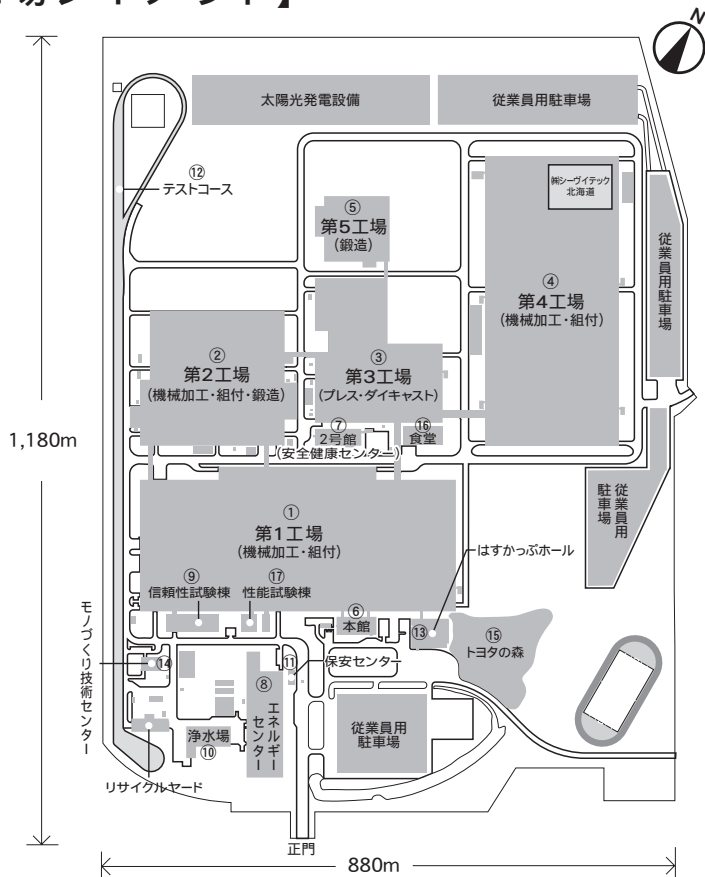 N
太陽光発電設備
従業員用駐車場
⑫
テストコース
㈱シーヴイテック
北海道
⑤
第5工場
(鍛造)
従業員用駐車場
④
第4工場
(機械加工・組付)
②
第2工場
(機械加工・組付・鍛造)
③
第3工場
(プレス・ダイキャスト)
⑦
2号館
(安全健康センター)
⑯
食堂
1,180m
従業員用
駐車場
①
第1工場
(機械加工・組付)
はすかっぷホール
⑨
信頼性試験棟
⑰
性能試験棟
⑥
本館
⑬
⑮
トヨタの森
モノづくり技術センター
⑭
⑪
保安センター
⑧
エネルギー
センター
浄水場
⑩
従業員用
駐車場
リサイクルヤード
正門
880m